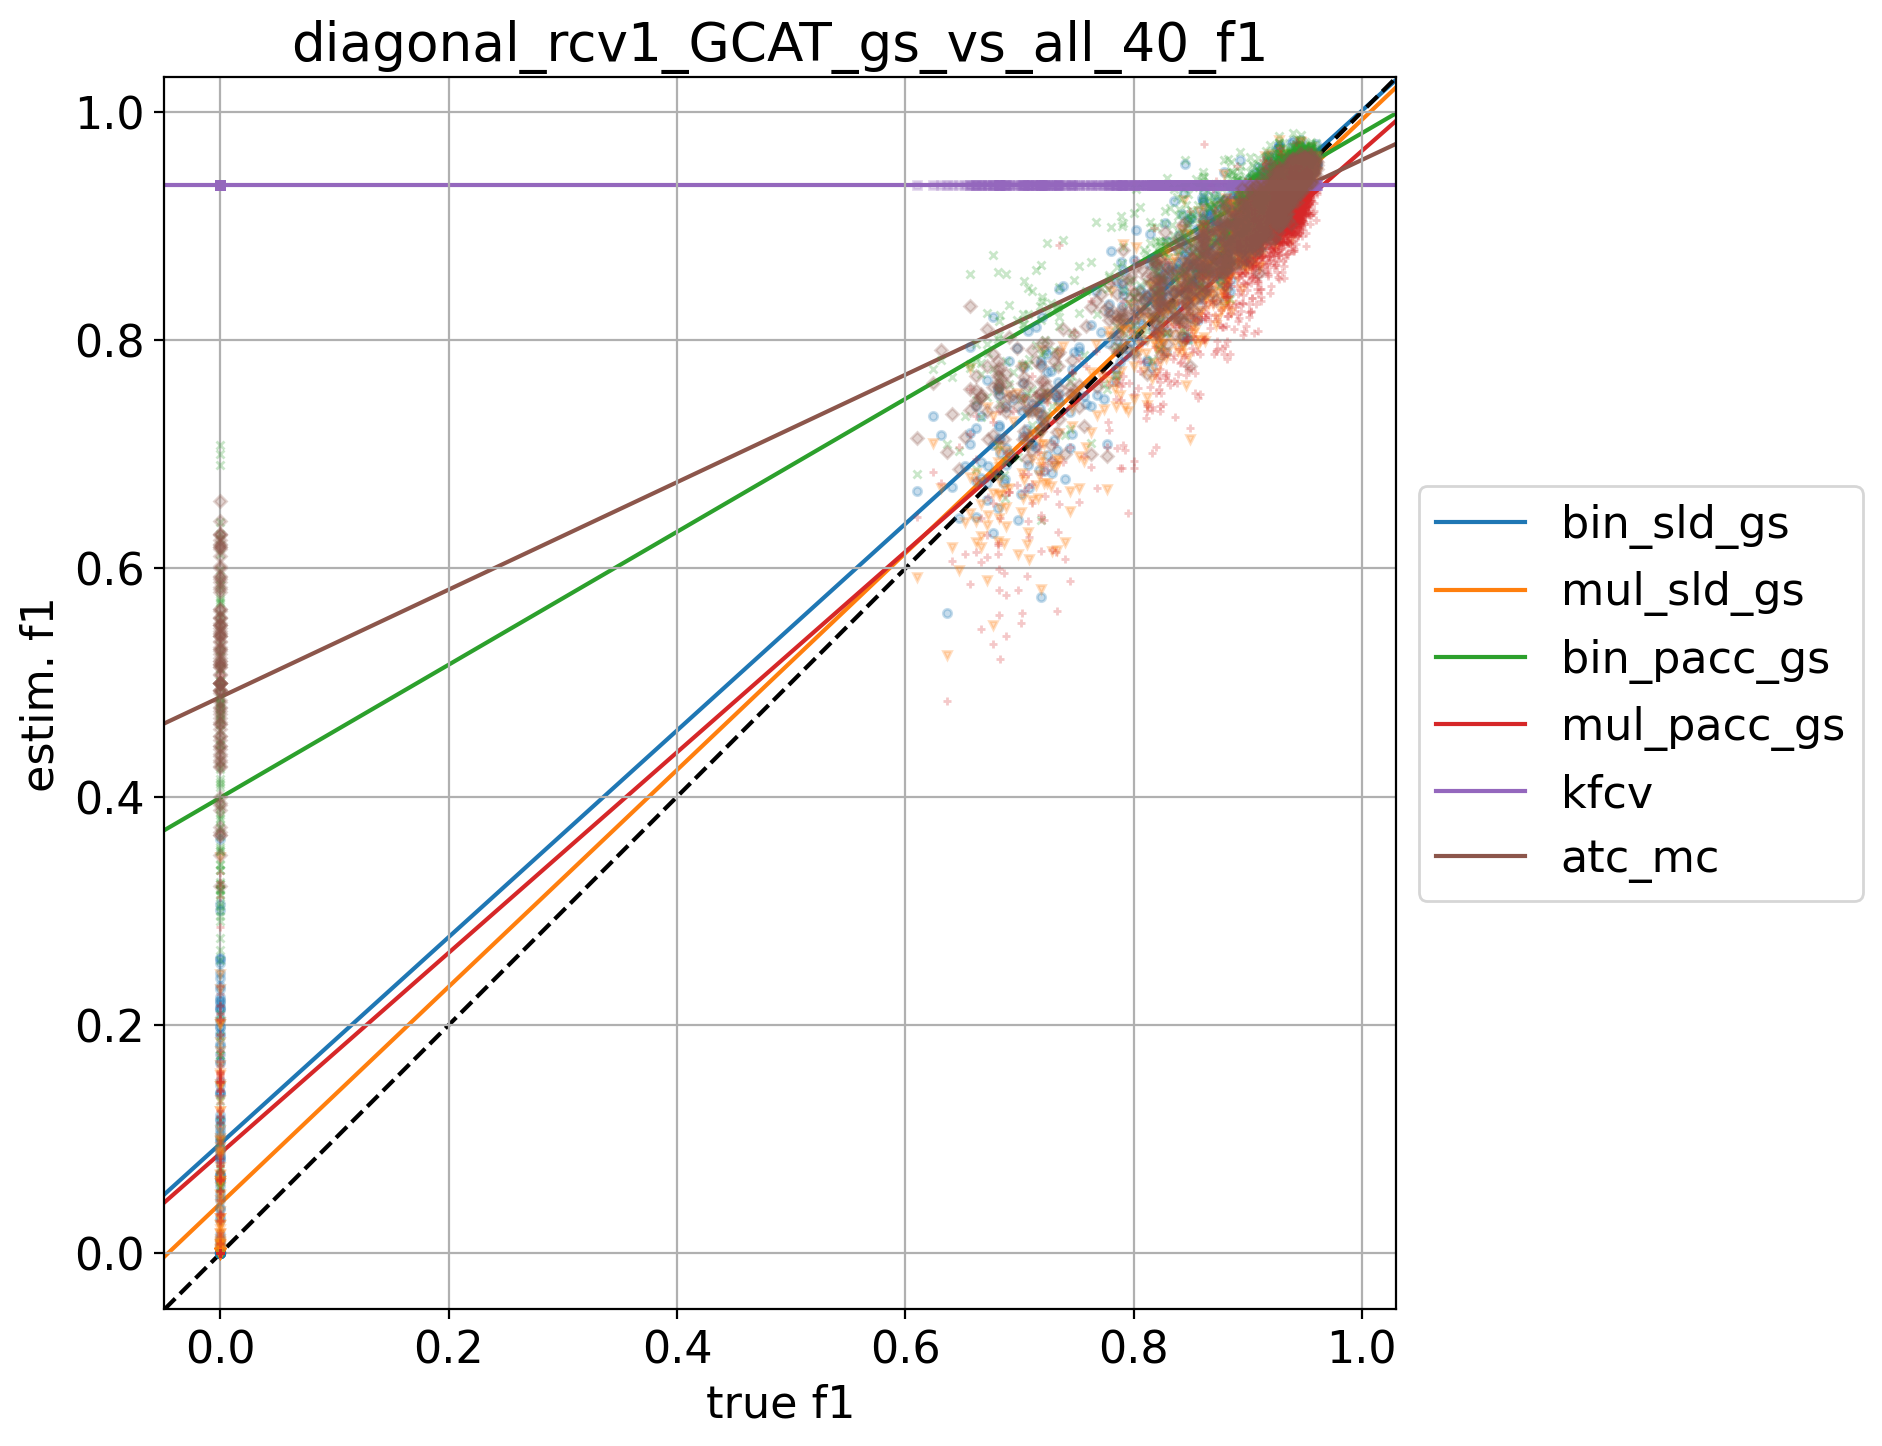 diagonal_rcv1_GCAT_gs_vs_all_40_f1
1.0
0.8
0.6
0.4
0.2
0.0
estim. f1
0.0 0.2 0.4 0.6 0.8 1.0
true f1
bin_sld_gs
mul_sld_gs
bin_pacc_gs
mul_pacc_gs
kfcv
atc_mc